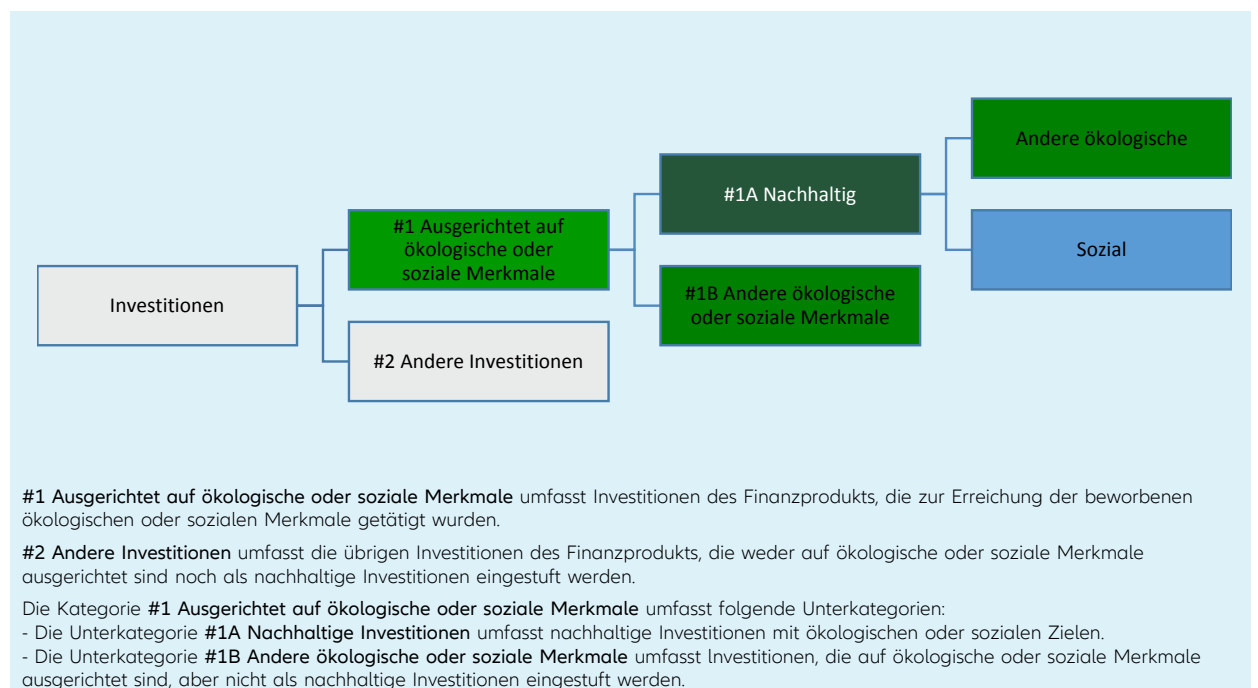 Andere ökologische
#1A Nachhaltig
#1 Ausgerichtet auf
ökologische oder
soziale Merkmale
Sozial
Investitionen
#1B Andere ökologische
oder soziale Merkmale
#2 Andere Investitionen
#1 Ausgerichtet auf ökologische oder soziale Merkmale umfasst Investitionen des Finanzprodukts, die zur Erreichung der beworbenen
ökologischen oder sozialen Merkmale getätigt wurden.
#2 Andere Investitionen umfasst die übrigen Investitionen des Finanzprodukts, die weder auf ökologische oder soziale Merkmale
ausgerichtet sind noch als nachhaltige Investitionen eingestuft werden.
Die Kategorie #1 Ausgerichtet auf ökologische oder soziale Merkmale umfasst folgende Unterkategorien:
- Die Unterkategorie #1A Nachhaltige Investitionen umfasst nachhaltige Investitionen mit ökologischen oder sozialen Zielen.
- Die Unterkategorie #1B Andere ökologische oder soziale Merkmale umfasst Investitionen, die auf ökologische oder soziale Merkmale
ausgerichtet sind, aber nicht als nachhaltige Investitionen eingestuft werden.